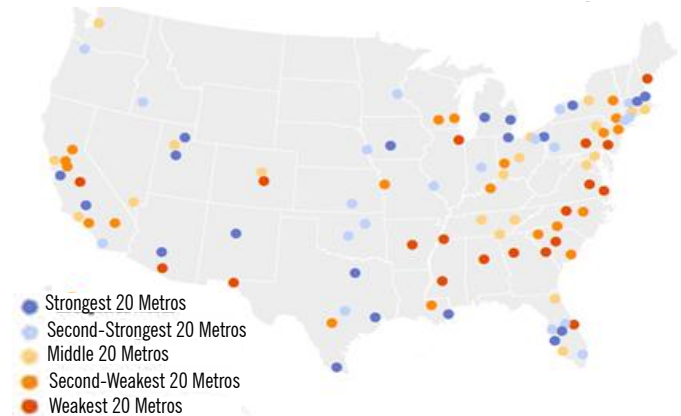 Strongest 20 Metros
Second-Strongest 20 Metros
Middle 20 Metros
Second-Weakest 20 Metros
Weakest 20 Metros